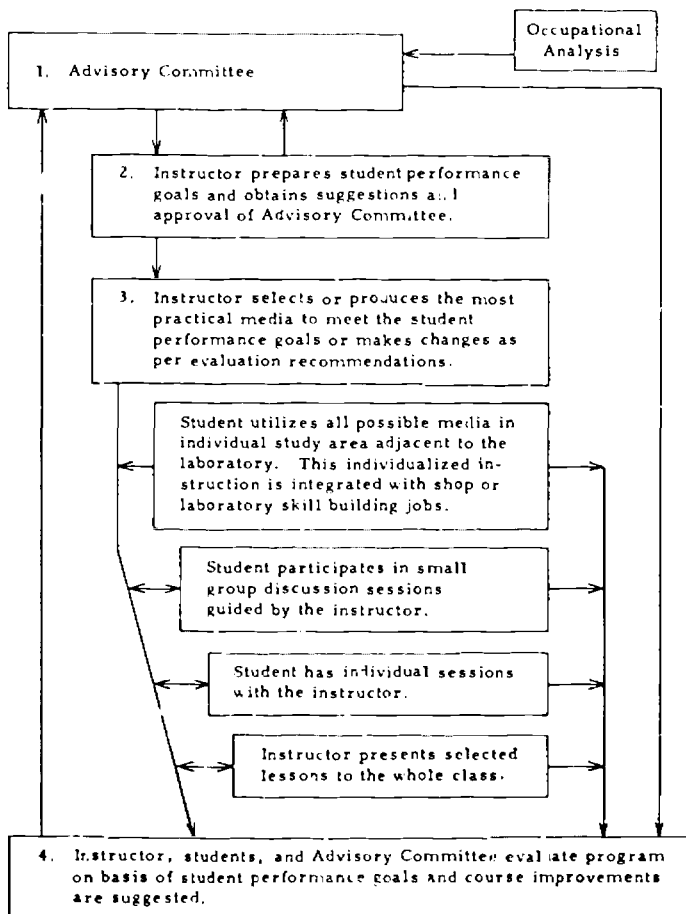 Occupational
Analysis
1. Advisory Committee
2. Instructor prepares student performance
goals and obtains suggestions and
approval of Advisory Committee.
3. Instructor selects or produces the most
practical media to meet the student
performance goals or makes changes as
per evaluation recommendations.
Student utilizes all possible media in
individual study area adjacent to the
laboratory. This individualized in-
struction is integrated with shop or
laboratory skill building jobs.
Student participates in small
group discussion sessions
guided by the instructor.
Student has individual sessions
with the instructor.
Instructor presents selected
lessons to the whole class.
4. Instructor, students, and Advisory Committee evaluate program
on basis of student performance goals and course improvements
are suggested.